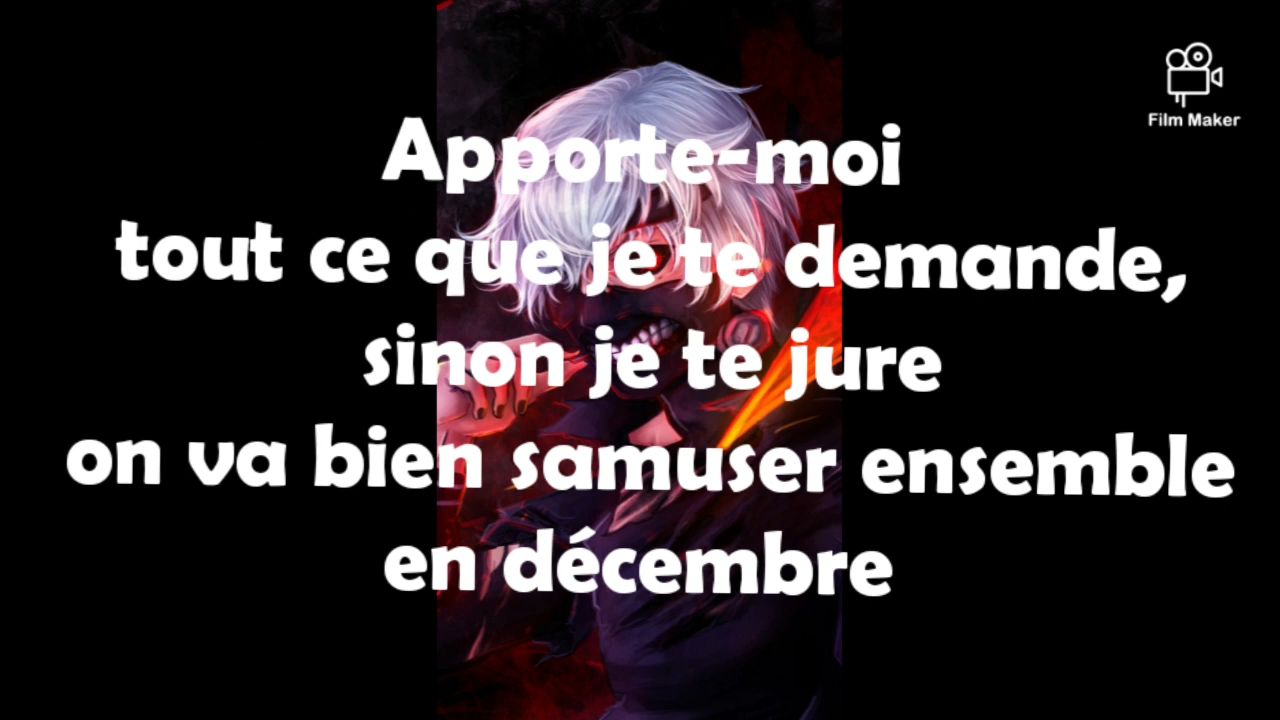 Film Maker
Apporte-moi
tout ce que je te demande,
sinon je te jure
on va bien samuser ensemble
en décembre